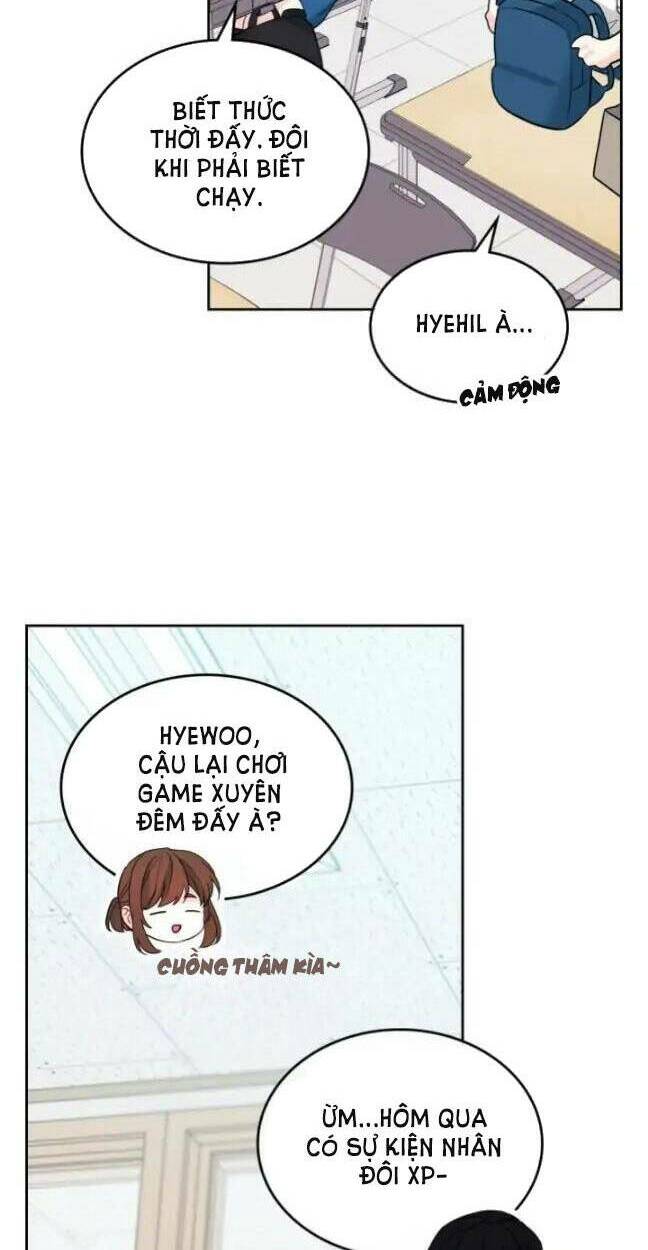 BIẾT THỨC
THỜI ĐẤY. ĐÔI
KHI PHẢI BIẾT
CHẠY.
HYEHIL À...
CẢM ĐỘNG
HYEWOO,
CẬU LẠI CHƠI
GAME XUYÊN
ĐÊM ĐẤY À?
CUỒNG THÂM KÌA~
ỪM...HÔM QUA
CÓ SỰ KIỆN NHÂN
ĐÔI XP-